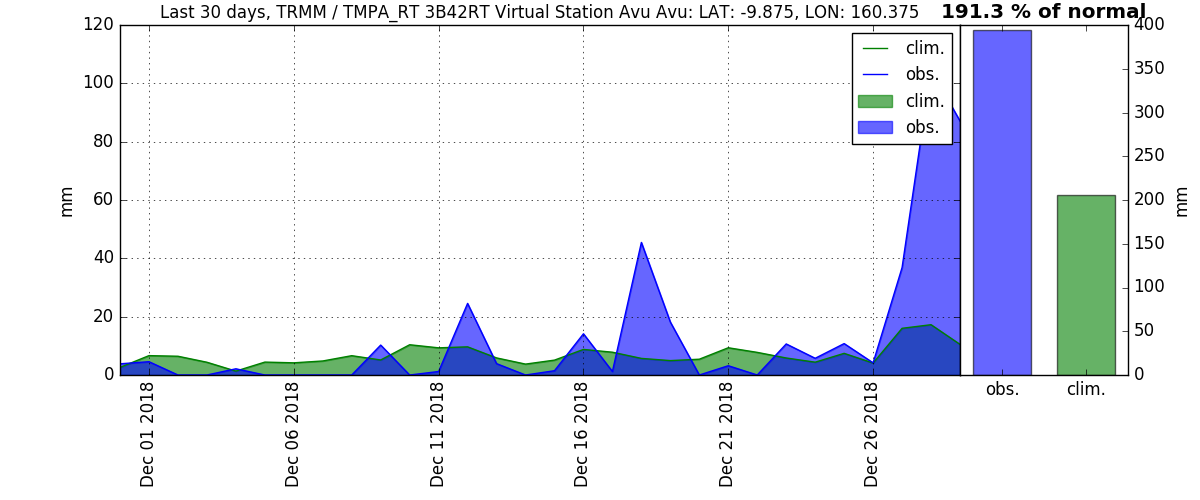 Last 30 days, TRMM / TMPA_RT 3B42RT Virtual Station Avu Avu: LAT: -9.875, LON: 160.375
191.3 % of normal
120
100
80
60
40
20
0
mm
clim.
obs.
clim.
obs.
400
350
300
250
200
150
100
50
0
mm
Dec 01 2018
Dec 06 2018
Dec 11 2018
Dec 16 2018
Dec 21 2018
Dec 26 2018
obs.
clim.